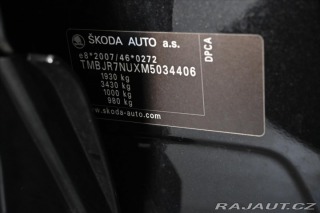 ŠKODA AUTO a.s.
e8*2007/46*0272
TMBJR7NUXM5034406
1930 kg
3430 kg
1000 kg
980 kg
www.skoda-auto.com
DPCA
RAJAUT.CZ